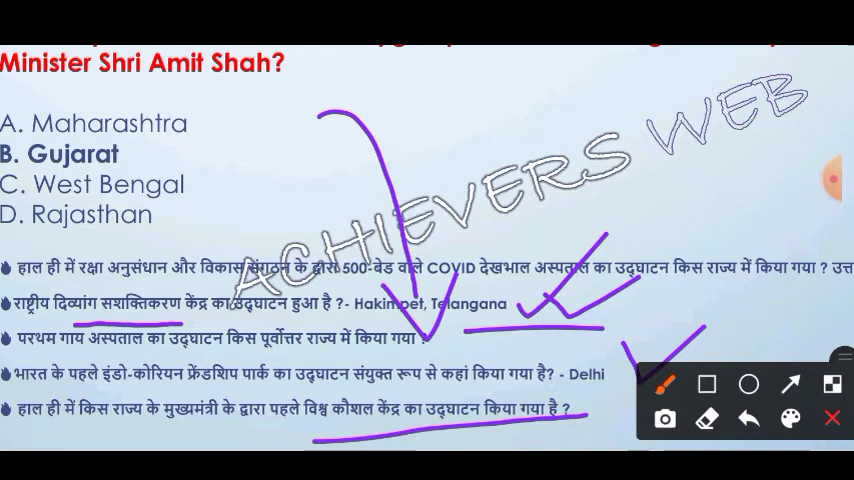 Minister Shri Amit Shah?
A. Maharashtra
B. Gujarat
C. West Bengal
D. Rajasthan
ACHIEVERS WEB
हाल ही में रक्षा अनुसंधान और विकास संगठन के द्वारा 500-बेड वाले COVID देखभाल अस्पताल का उद्घाटन किस राज्य में किया गया ? उत्त
राष्ट्रीय दिव्यांग सशक्तिकरण केंद्र का उद्घाटन हुआ है ?- Hakimpet, Telangana
परथम गाय अस्पताल का उद्घाटन किस पूर्वोत्तर राज्य में किया गया ?
भारत के पहले इंडो-कोरियन फ्रेंडशिप पार्क का उद्घाटन संयुक्त रूप से कहां किया गया है? - Delhi
हाल ही में किस राज्य के मुख्यमंत्री के द्वारा पहले विश्व कौशल केंद्र का उद्घाटन किया गया है ?